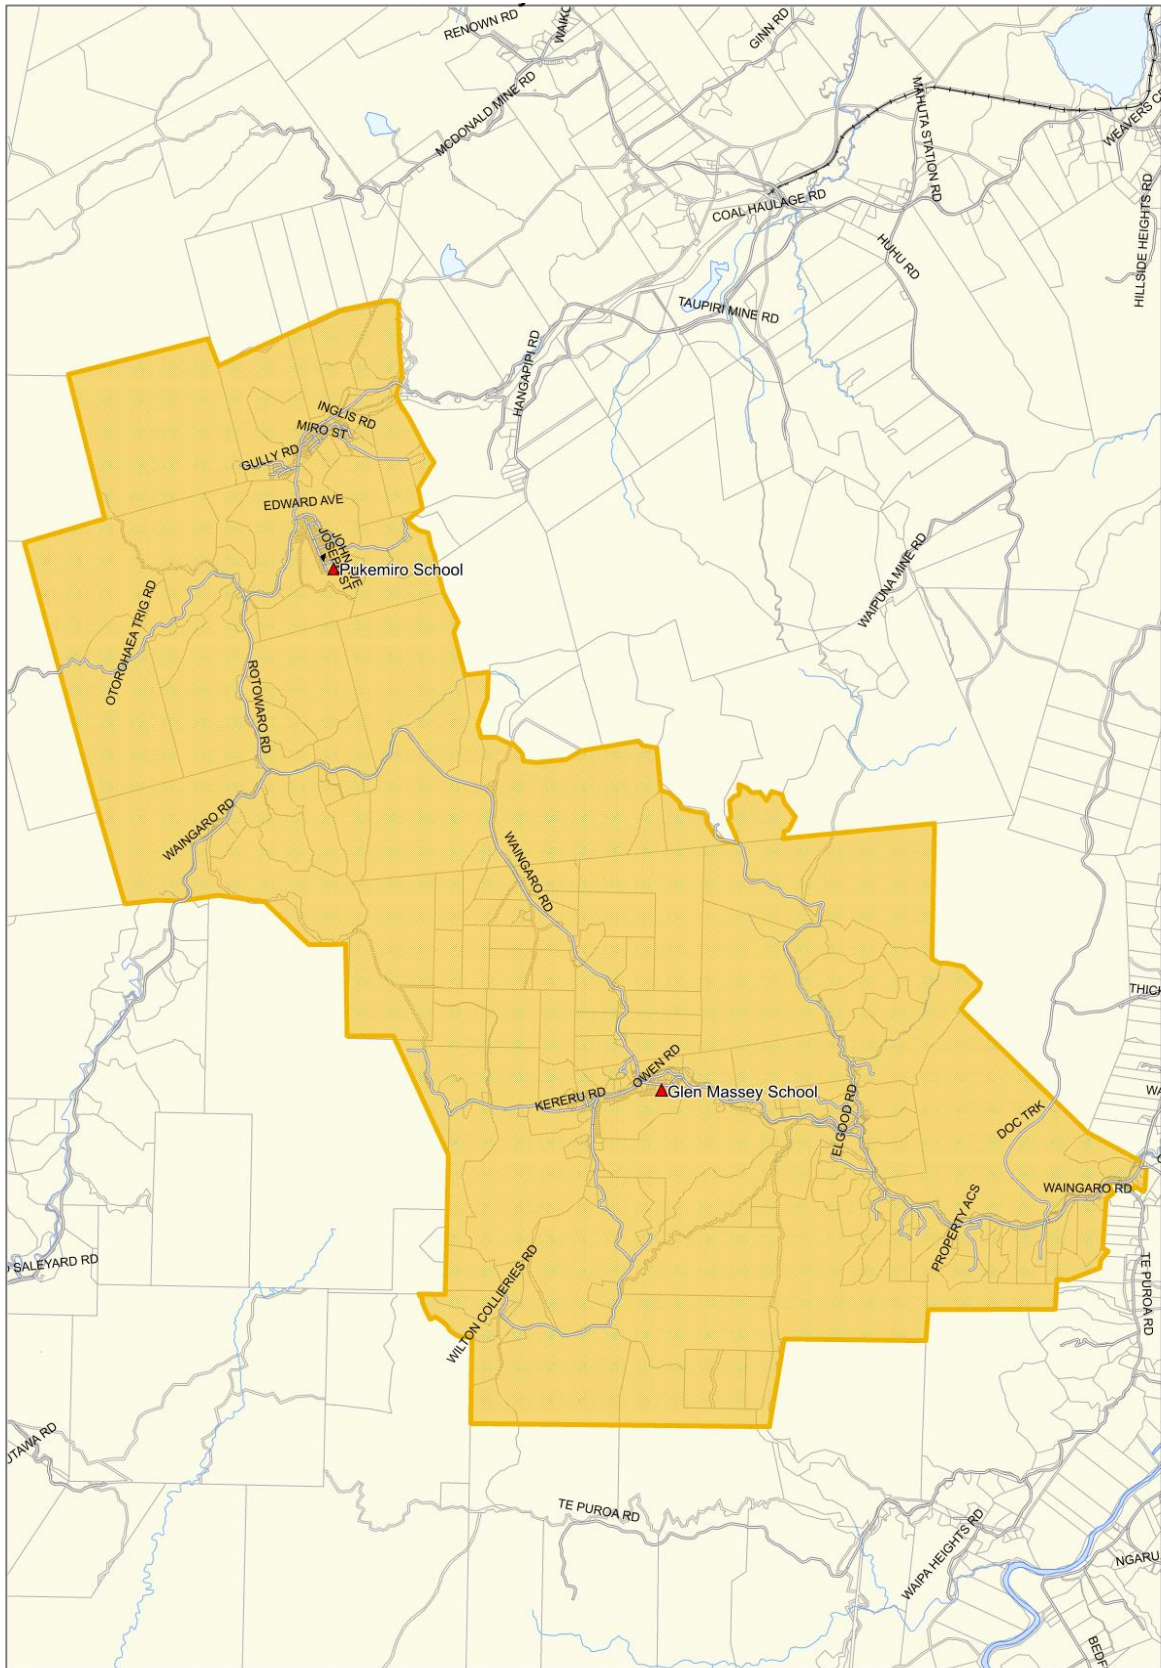 RENOWN RD
GINN RD
MCDONALD MINE RD
MAHUTA STATION RD
COAL HAULAGE RD
HUHU RD
HILLSIDE HEIGHTS RD
TAUPIRI MINE RD
HANGAPIPI RD
INGLIS RD
MIRO ST
GULLY RD
EDWARD AVE
JOHN AVE
JOSEPH ST
Pukemiro School
WAIPUNA MINE RD
OTOROHAEA TRIG RD
ROTOWARO RD
WAINGARO RD
WAINGARO RD
OWEN RD
KERERU RD
Glen Massey School
ELGOOD RD
DOC TRK
WAINGARO RD
PROPERTY ACS
SALEYARD RD
WILTON COLLIERIES RD
TE PUROA RD
TE PUROA RD
WAIPA HEIGHTS RD
NGARU